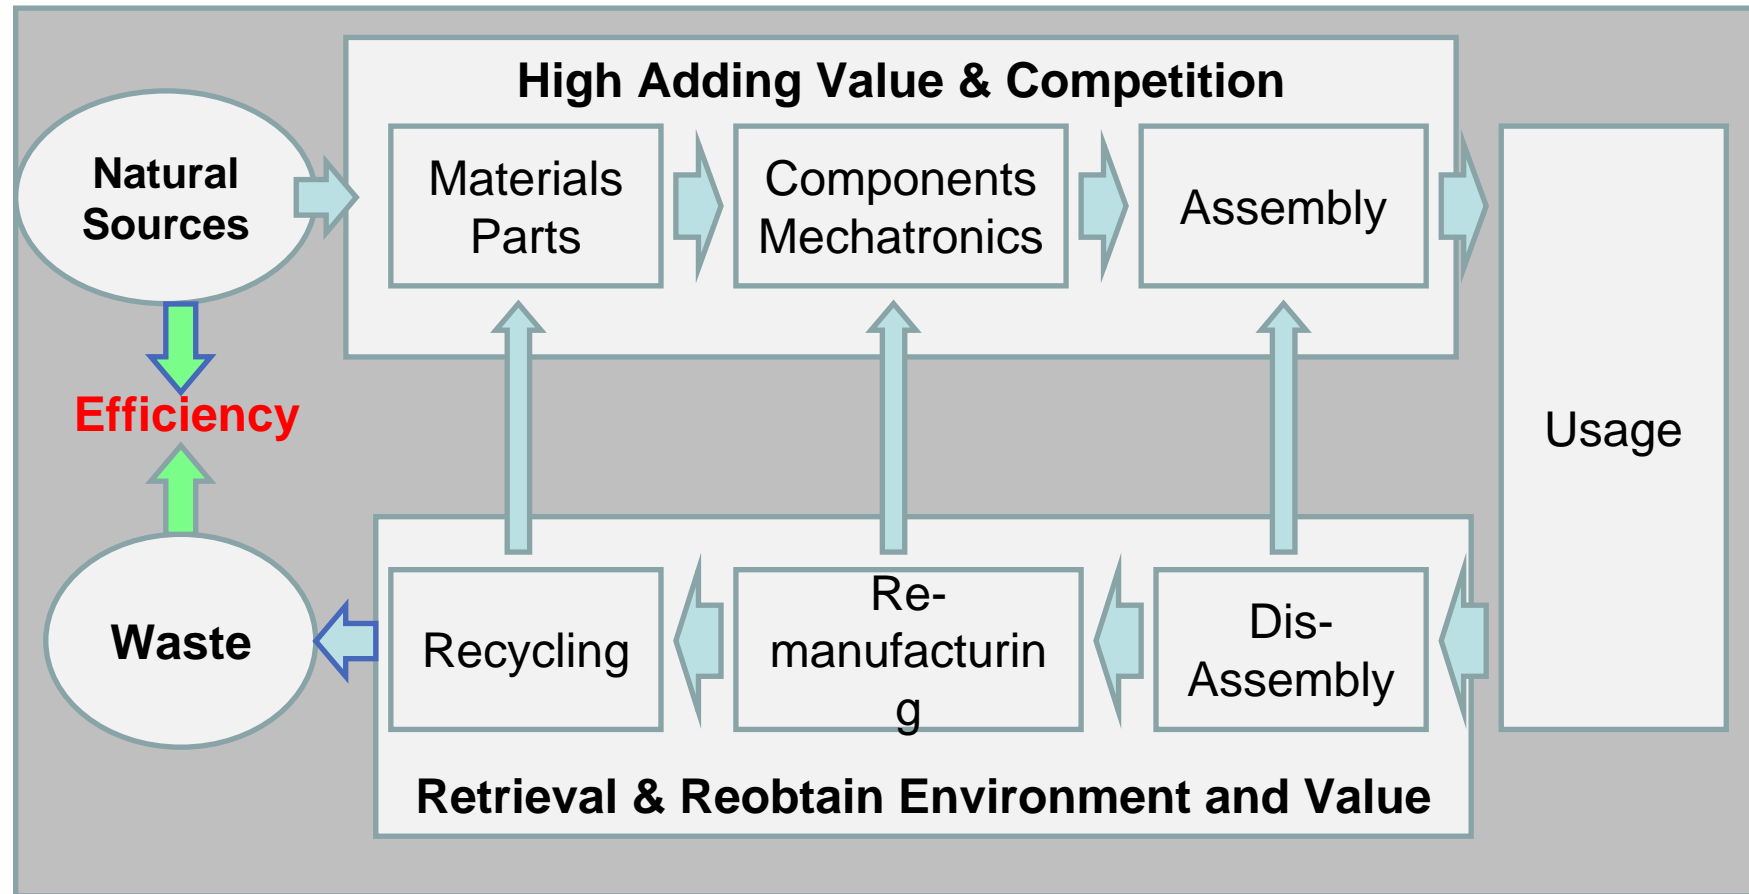 High Adding Value & Competition
Natural
Sources
Materials
Parts
Components
Mechatronics
Assembly
Efficiency
Usage
Waste
Recycling
Re-
manufacturin
g
Dis-
Assembly
Retrieval & Reobtain Environment and Value